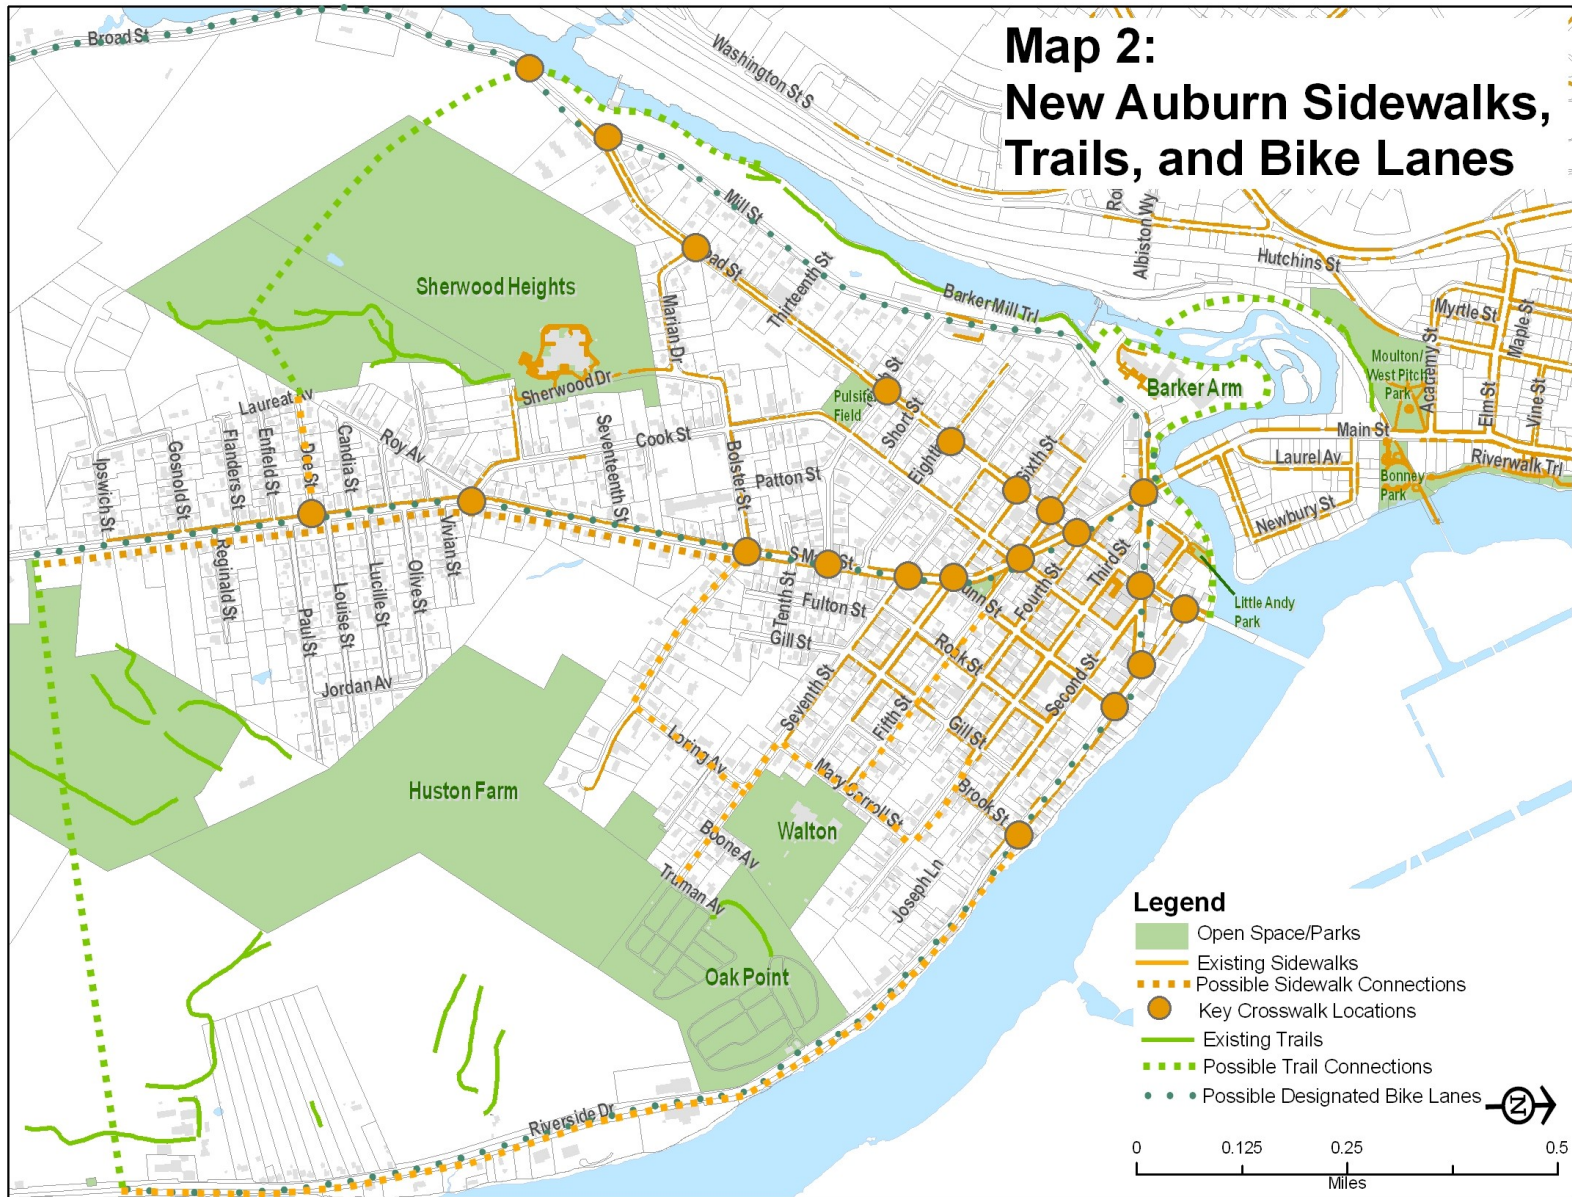 Map 2:
New Auburn Sidewalks,
Trails, and Bike Lanes
Broad St
Washington St S
Albiston Wy
Hutchins St
Mill St
Thirteenth St
Barker Mill Trl
Myrtle St
Maple St
Academy St
Elm St
Vine St
Moulton/
West Pitch
Park
Barker Arm
Sherwood Heights
Marian Dr
Sherwood Dr
Pulsifer
Field
Short St
Sixth St
Main St
Laurel Av
Riverwalk Trl
Bonney
Park
Newbury St
Laureat Av
Roy Av
Cook St
Seventeenth St
Bolster St
Patton St
Ipswich St
Gosnold St
Flanders St
Enfield St
Dee St
Candia St
Vivian St
Reginald St
Paul St
Louise St
Lucille St
Olive St
Jordan Av
Tenth St
Fulton St
Gill St
Fourth St
Third St
Little Andy
Park
Rook St
Second St
Seventh St
Fifth St
Gill St
Loring Av
Mary Carroll St
Brook St
Huston Farm
Walton
Boone Av
Truman Av
Joseph Ln
Oak Point
Riverside Dr
Legend
Open Space/Parks
Existing Sidewalks
Possible Sidewalk Connections
Key Crosswalk Locations
Existing Trails
Possible Trail Connections
Possible Designated Bike Lanes
N
0 0.125 0.25 0.5
Miles